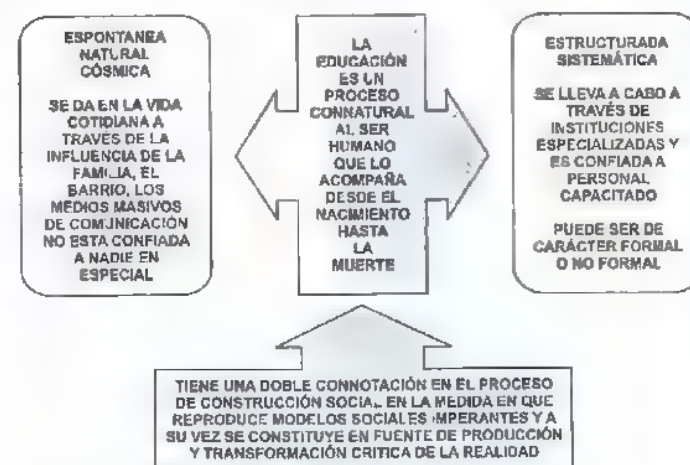 ESPONTANEA
NATURAL
CÓSMICA
SE DA EN LA VIDA
COTIDIANA A
TRAVÉS DE LA
INFLUENCIA DE LA
FAMILIA, EL
BARRIO, LOS
MEDIOS MASIVOS
DE COMUNICACIÓN
NO ESTA CONFIADA
A NADIE EN
ESPECIAL
LA
EDUCACIÓN
ES UN
PROCESO
CONNATURAL
AL SER
HUMANO
QUE LO
ACOMPAÑA
DESDE EL
NACIMIENTO
HASTA
LA
MUERTE
ESTRUCTURADA
SISTEMÁTICA
SE LLEVA A CABO A
TRAVÉS DE
INSTITUCIONES
ESPECIALIZADAS Y
ES CONFIADA A
PERSONAL
CAPACITADO
PUEDE SER DE
CARÁCTER FORMAL
O NO FORMAL
TIENE UNA DOBLE CONNOTACIÓN EN EL PROCESO
DE CONSTRUCCIÓN SOCIAL EN LA MEDIDA EN QUE
REPRODUCE MODELOS SOCIALES IMPERANTES Y A
SU VEZ SE CONSTITUYE EN FUENTE DE PRODUCCIÓN
Y TRANSFORMACIÓN CRITICA DE LA REALIDAD